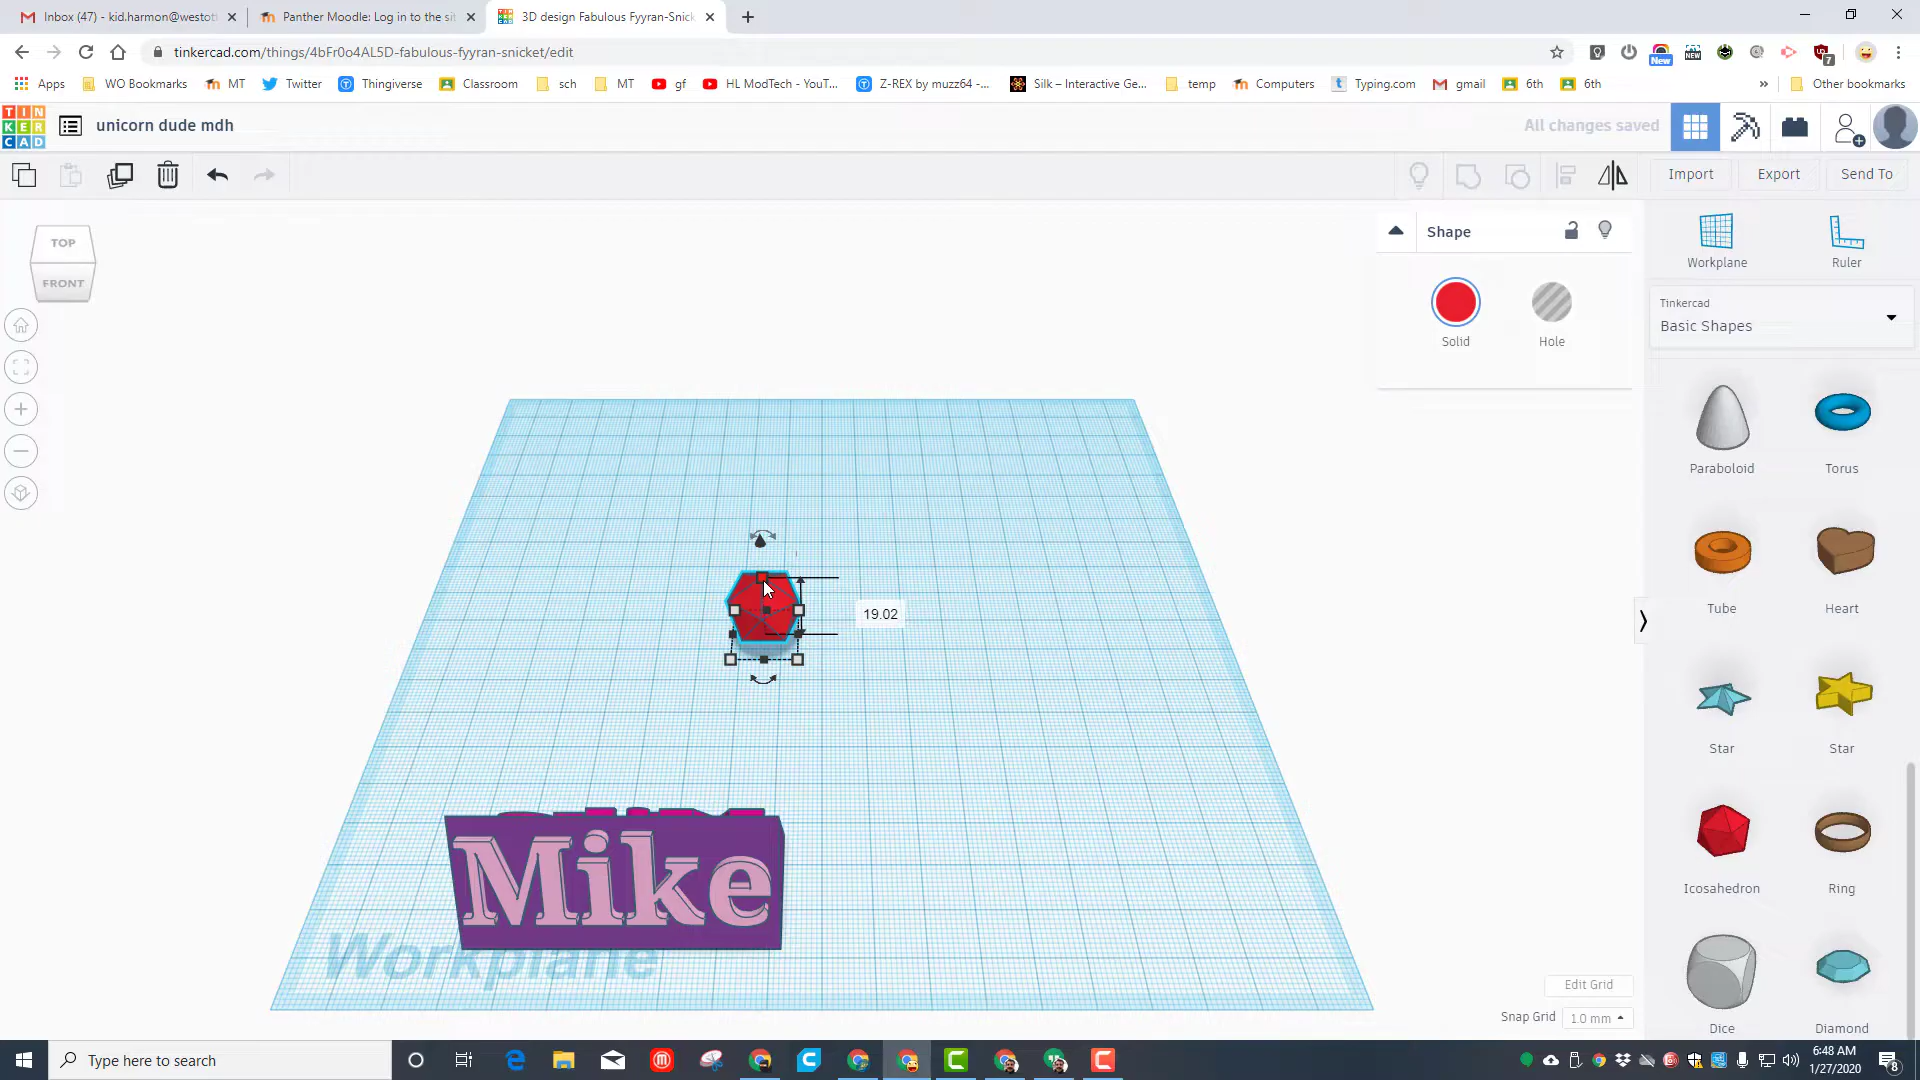 Inbox (47) - kid.harmon@westott
Panther Moodle: Log in to the sit
3D design Fabulous Fyyran-Snick
tinkercad.com/things/4bFr0o4AL5D-fabulous-fyyran-snicket/edit
New
NEW
7
Apps
WO Bookmarks
MT
Twitter
Thingiverse
Classroom
sch
MT
gf
HL ModTech - YouT...
Z-REX by muzz64 -...
Silk – Interactive Ge...
temp
Computers
Typing.com
gmail
6th
6th
»
Other bookmarks
TIN
KER
CAD
unicorn dude mdh
All changes saved
Import
Export
Send To
TOP
FRONT
Shape
Solid
Hole
Workplane
Ruler
Tinkercad
Basic Shapes
Paraboloid
Torus
Tube
Heart
Star
Star
Icosahedron
Ring
Dice
Diamond
19.02
Mike
Workplane
Edit Grid
Snap Grid
1.0 mm
Type here to search
6:48 AM
1/27/2020
8